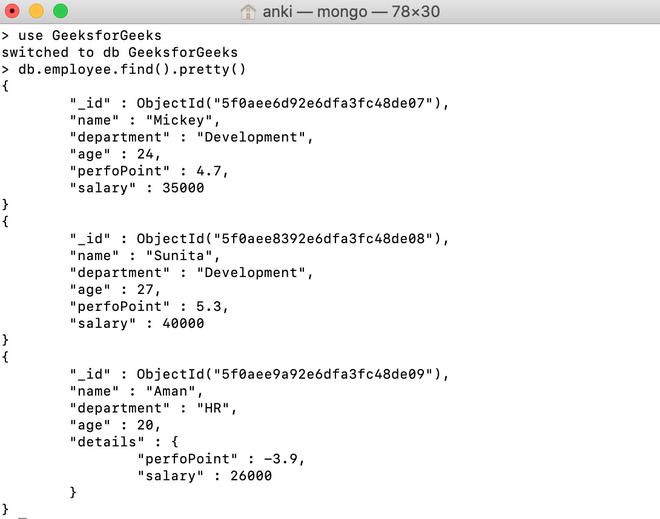 anki — mongo — 78×30
> use GeeksforGeeks
switched to db GeeksforGeeks
> db.employee.find().pretty()
{
        "_id" : ObjectId("5f0aee6d92e6dfa3fc48de07"),
        "name" : "Mickey",
        "department" : "Development",
        "age" : 24,
        "perfoPoint" : 4.7,
        "salary" : 35000
}
{
        "_id" : ObjectId("5f0aee8392e6dfa3fc48de08"),
        "name" : "Sunita",
        "department" : "Development",
        "age" : 27,
        "perfoPoint" : 5.3,
        "salary" : 40000
}
{
        "_id" : ObjectId("5f0aee9a92e6dfa3fc48de09"),
        "name" : "Aman",
        "department" : "HR",
        "age" : 20,
        "details" : {
                "perfoPoint" : -3.9,
                "salary" : 26000
        }
}